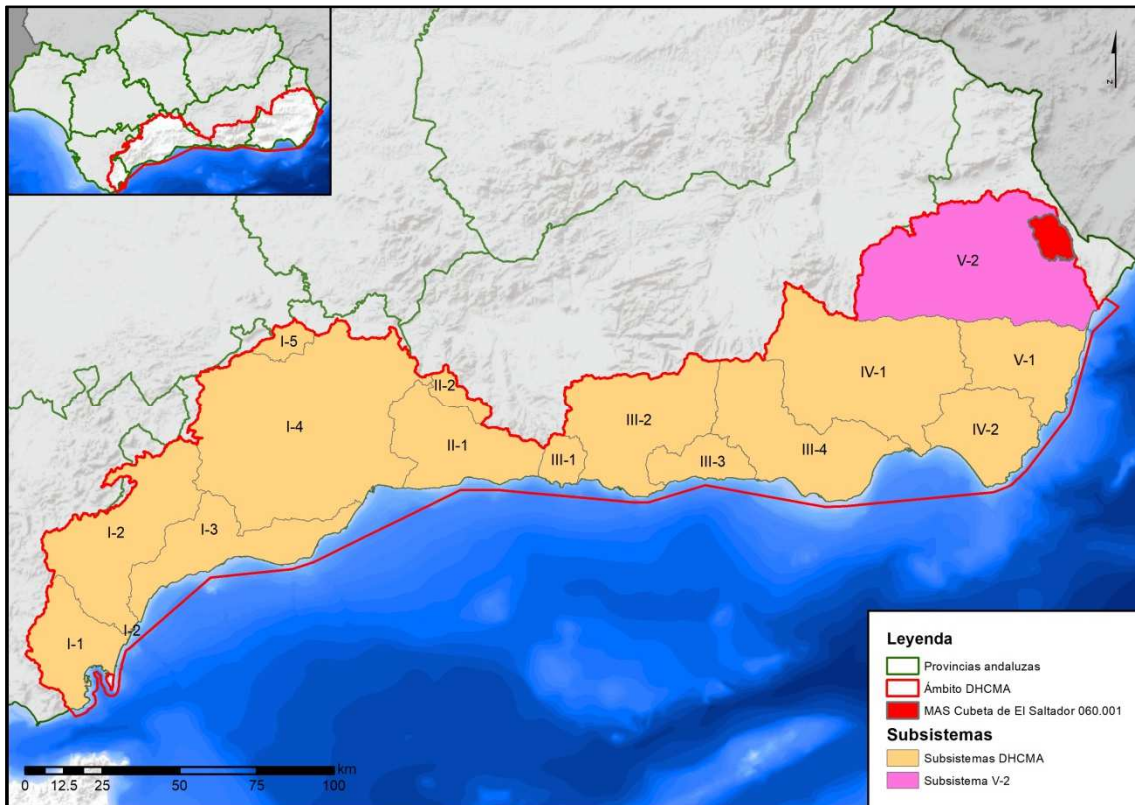 z
V-2
I-5
II-2
IV-1
V-1
I-4
III-2
IV-2
II-1
III-1
III-3
III-4
I-2
I-3
I-1
I-2
km
0 12.5 25 50 75 100
Leyenda
Provincias andaluzas
Ámbito DHCMA
MAS Cubeta de El Saltador 060.001
Subsistemas
Subsistemas DHCMA
Subsistema V-2